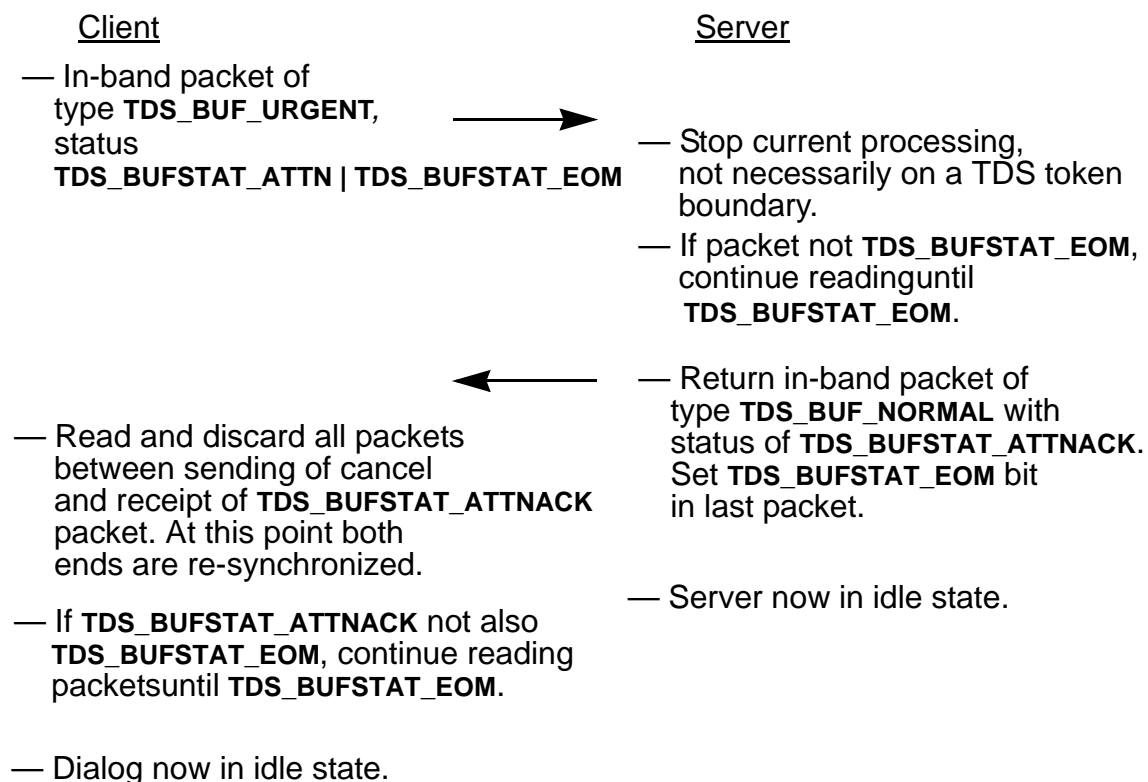 Client
Server
— In-band packet of
type TDS_BUF_URGENT,
status
TDS_BUFSTAT_ATTN | TDS_BUFSTAT_EOM
— Stop current processing,
not necessarily on a TDS token
boundary.
— If packet not TDS_BUFSTAT_EOM,
continue readinguntil
TDS_BUFSTAT_EOM.
— Return in-band packet of
type TDS_BUF_NORMAL with
status of TDS_BUFSTAT_ATTNACK.
Set TDS_BUFSTAT_EOM bit
in last packet.
— Read and discard all packets
between sending of cancel
and receipt of TDS_BUFSTAT_ATTNACK
packet. At this point both
ends are re-synchronized.
— Server now in idle state.
— If TDS_BUFSTAT_ATTNACK not also
TDS_BUFSTAT_EOM, continue reading
packetsuntil TDS_BUFSTAT_EOM.
— Dialog now in idle state.